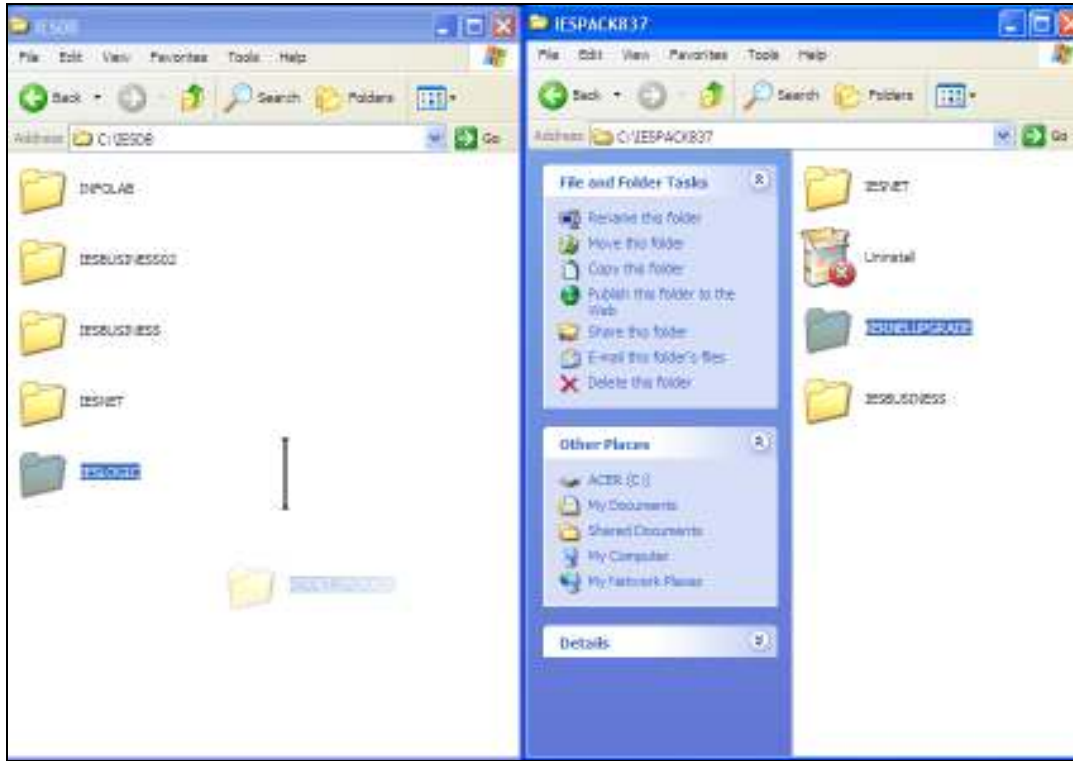 IESDB
File Edit View Favorites Tools Help
Back Search Folders
Address C:\IESDB Go
INFOLAB
IESBUSINESS02
IESBUSINESS
IESNET
IESPACK837
File Edit View Favorites Tools Help
Back Search Folders
Address C:\IESPACK837 Go
File and Folder Tasks
Rename this folder
Move this folder
Copy this folder
Publish this folder to the
Web
Share this folder
E-mail this folder's files
Delete this folder
Other Places
ACER (C:)
My Documents
Shared Documents
My Computer
My Network Places
Details
IESNET
Uninstall
IESBUSINESS